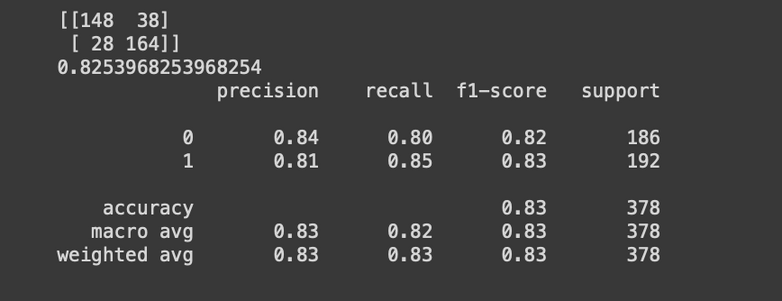 [[148  38]
 [ 28 164]]
0.8253968253968254
              precision    recall  f1-score   support

           0       0.84      0.80      0.82       186
           1       0.81      0.85      0.83       192

    accuracy                           0.83       378
   macro avg       0.83      0.82      0.83       378
weighted avg       0.83      0.83      0.83       378